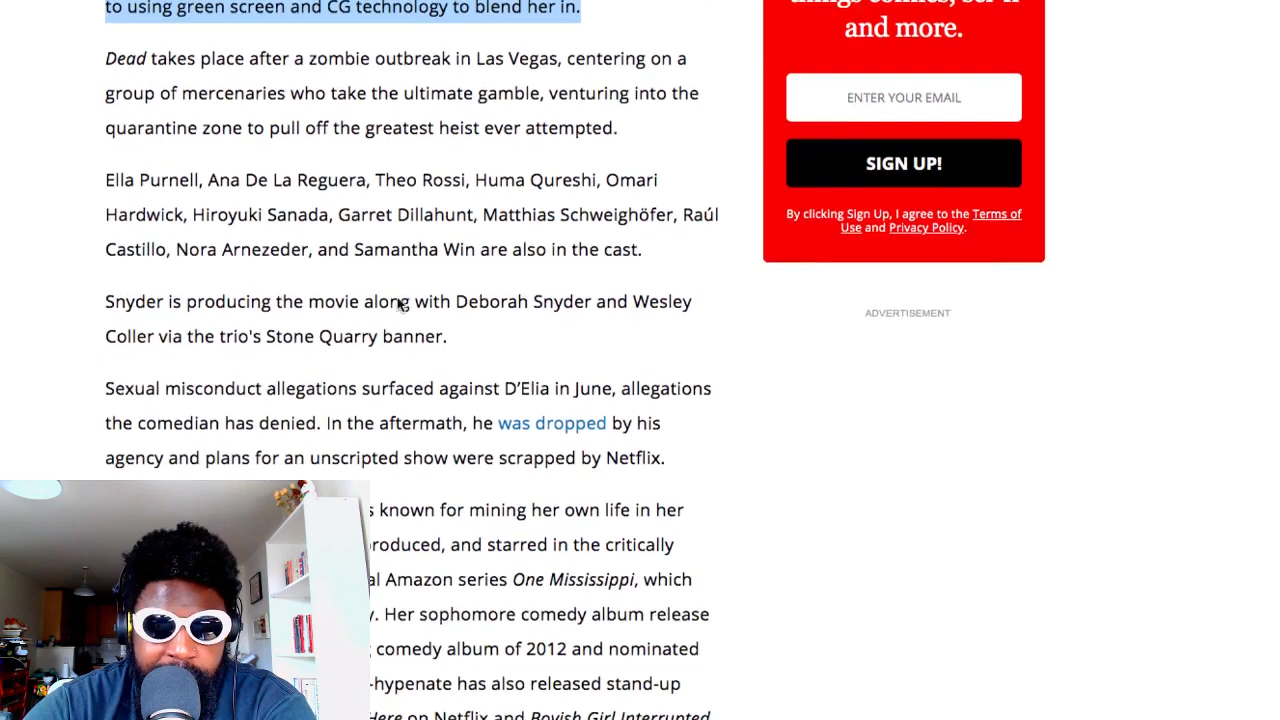 to using green screen and CG technology to blend her in.
Dead takes place after a zombie outbreak in Las Vegas, centering on a
group of mercenaries who take the ultimate gamble, venturing into the
quarantine zone to pull off the greatest heist ever attempted.
Ella Purnell, Ana De La Reguera, Theo Rossi, Huma Qureshi, Omari
Hardwick, Hiroyuki Sanada, Garret Dillahunt, Matthias Schweighöfer, Raúl
Castillo, Nora Arnezeder, and Samantha Win are also in the cast.
Snyder is producing the movie along with Deborah Snyder and Wesley
Coller via the trio's Stone Quarry banner.
Sexual misconduct allegations surfaced against D’Elia in June, allegations
the comedian has denied. In the aftermath, he was dropped by his
agency and plans for an unscripted show were scrapped by Netflix.
known for mining her own life in her
produced, and starred in the critically
Amazon series One Mississippi, which
Her sophomore comedy album release
comedy album of 2012 and nominated
-hypenate has also released stand-up
Here on Netflix and Boyish Girl Interrupted
and more.
ENTER YOUR EMAIL
SIGN UP!
By clicking Sign Up, I agree to the Terms of
Use and Privacy Policy.
ADVERTISEMENT